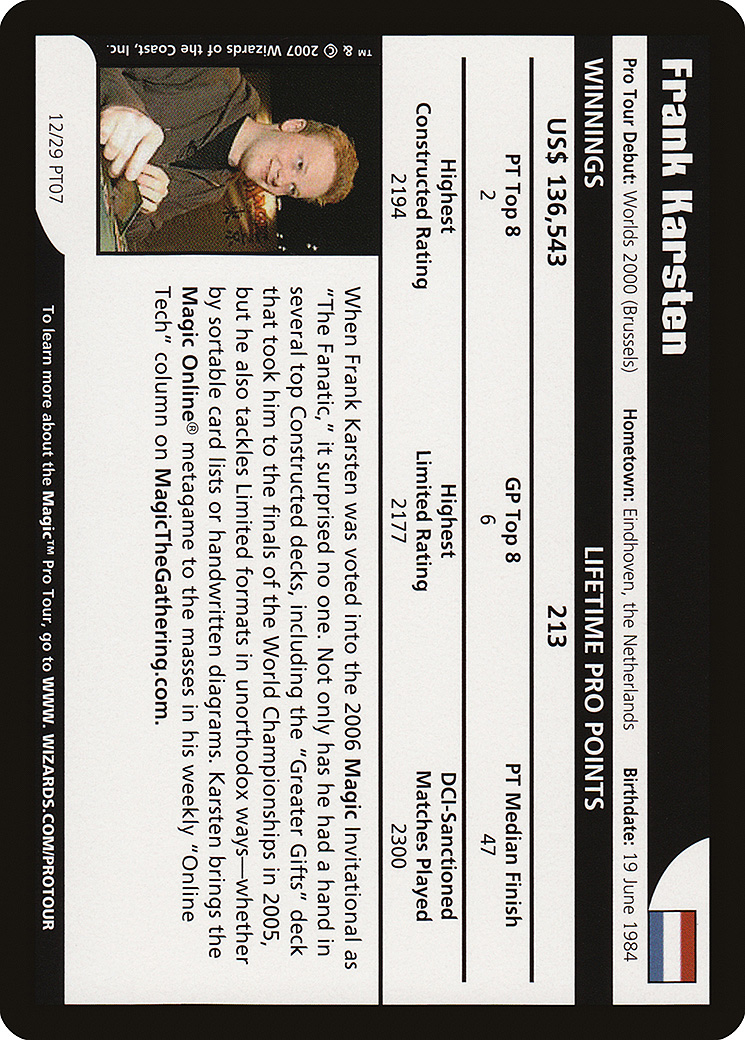 Frank Karsten
Pro Tour Debut: Worlds 2000 (Brussels) Hometown: Eindhoven, the Netherlands Birthdate: 19 June 1984
WINNINGS LIFETIME PRO POINTS
US$ 136,543 213
PT Top 8 GP Top 8 PT Median Finish
2 6 47
Highest Highest DCI-Sanctioned
Constructed Rating Limited Rating Matches Played
2194 2177 2300
When Frank Karsten was voted into the 2006 Magic Invitational as
"The Fanatic," it surprised no one. Not only has he had a hand in
several top Constructed decks, including the "Greater Gifts" deck
that took him to the finals of the World Championships in 2005,
but he also tackles Limited formats in unorthodox ways—whether
by sortable card lists or handwritten diagrams. Karsten brings the
Magic Online® metagame to the masses in his weekly "Online
Tech" column on MagicTheGathering.com.
™ & © 2007 Wizards of the Coast, Inc.
12/29 PT07
To learn more about the Magic™ Pro Tour, go to WWW. WIZARDS.COM/PROTOUR